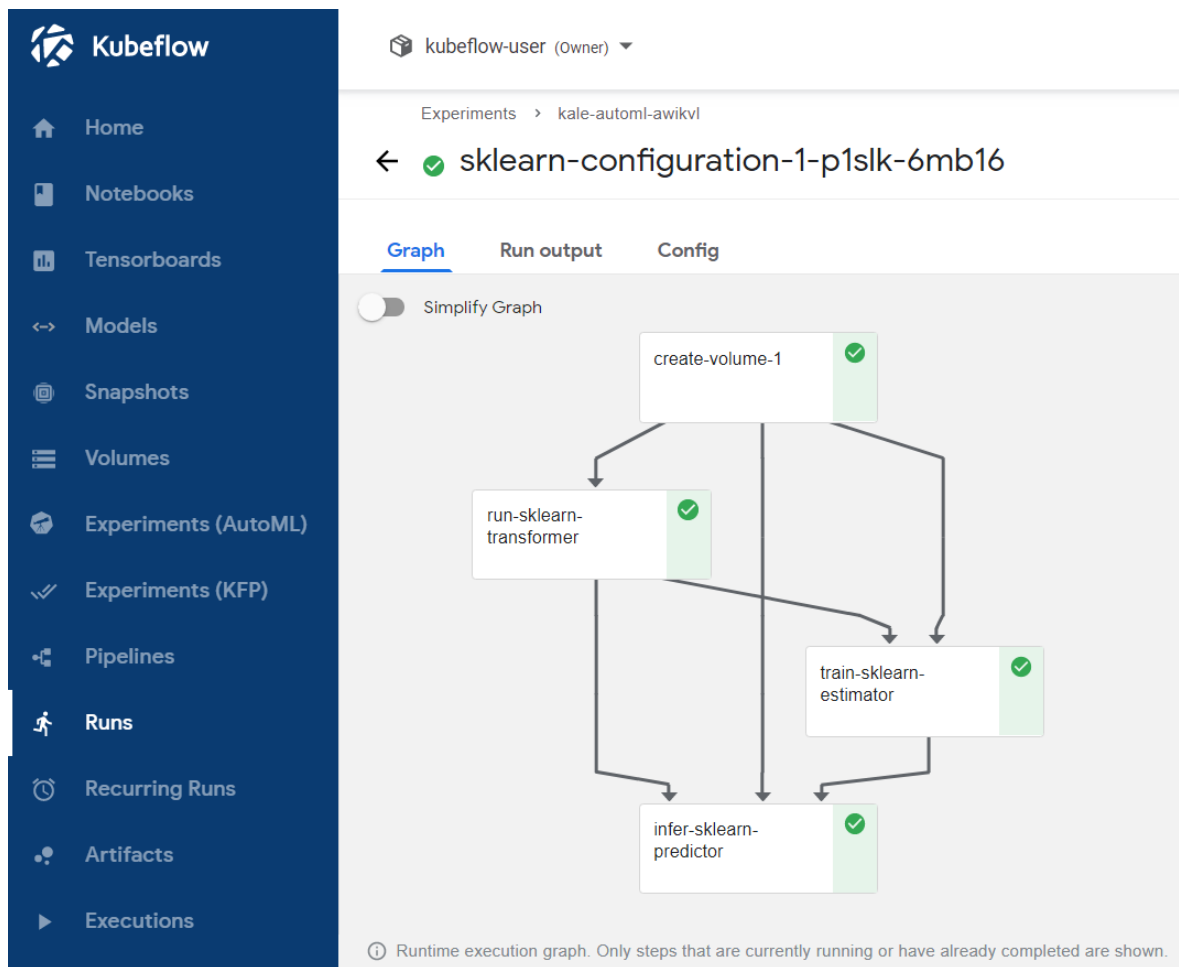 Kubeflow
Home
Notebooks
Tensorboards
Models
Snapshots
Volumes
Experiments (AutoML)
Experiments (KFP)
Pipelines
Runs
Recurring Runs
Artifacts
Executions
kubeflow-user (Owner)
Experiments > kale-automl-awikvl
sklearn-configuration-1-p1slk-6mb16
Graph Run output Config
Simplify Graph
create-volume-1
run-sklearn-
transformer
train-sklearn-
estimator
infer-sklearn-
predictor
Runtime execution graph. Only steps that are currently running or have already completed are shown.